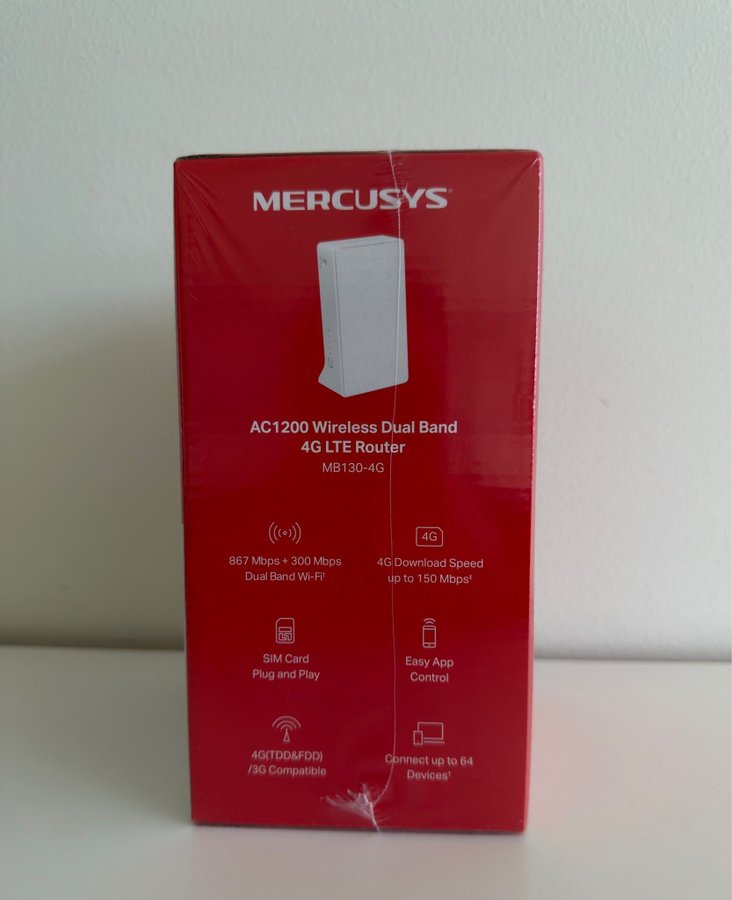 MERCUSYS®
AC1200 Wireless Dual Band
4G LTE Router
MB130-4G
867 Mbps + 300 Mbps
Dual Band Wi-Fi†
4G
4G Download Speed
up to 150 Mbps‡
SIM Card
Plug and Play
Easy App
Control
4G(TDD&FDD)
/3G Compatible
Connect up to 64
Devices†